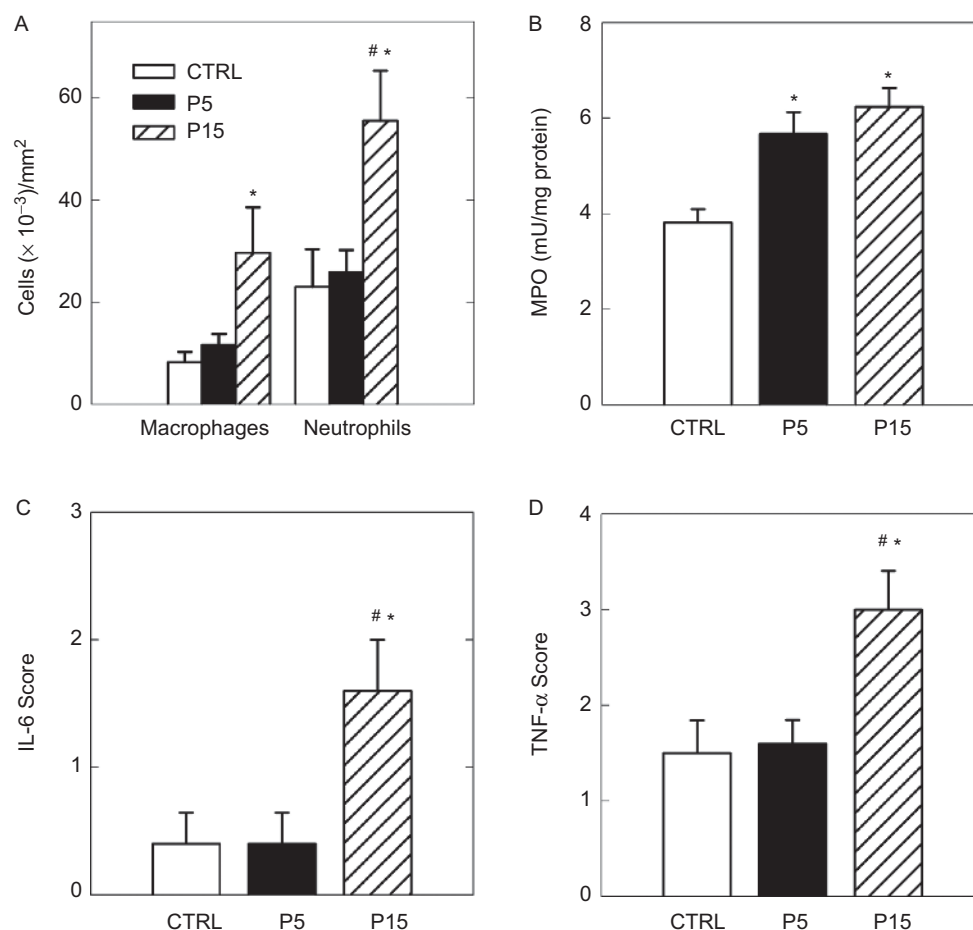 A
Cells (× 10⁻³)/mm²
60
40
20
0
CTRL
P5
P15
*
# *
Macrophages Neutrophils
B
MPO (mU/mg protein)
8
6
4
2
0
*
*
CTRL P5 P15
C
IL-6 Score
3
2
1
0
# *
CTRL P5 P15
D
TNF-α Score
4
3
2
1
0
# *
CTRL P5 P15